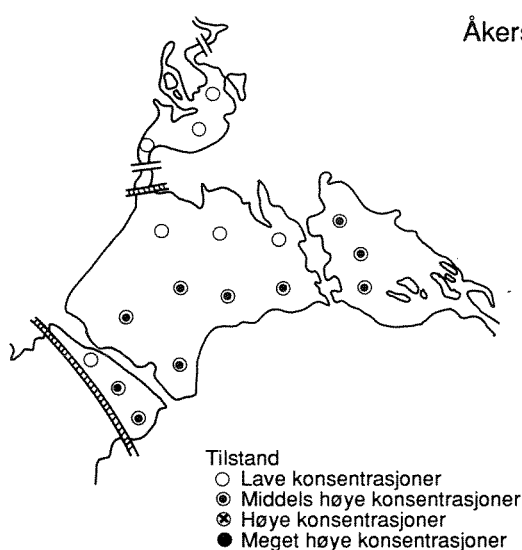 Åkers
Tilstand
Lave konsentrasjoner
Middels høye konsentrasjoner
Høye konsentrasjoner
Meget høye konsentrasjoner